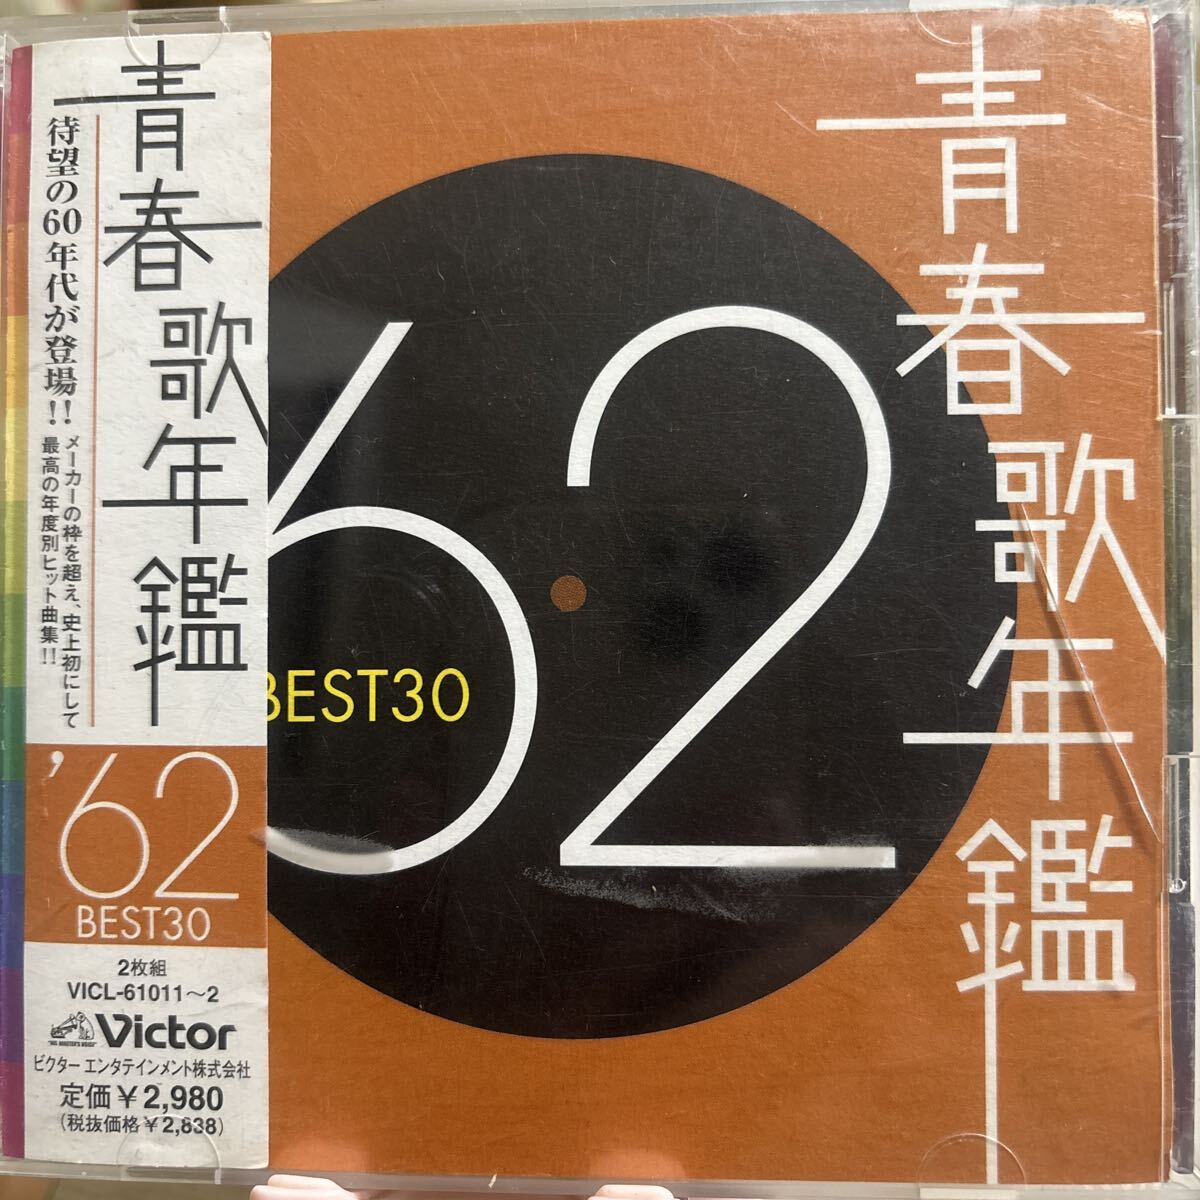 青春歌年鑑
待望の60年代が登場!!
メーカーの枠を超え、史上初にして
最高の年度別ヒット曲集!!
'62
BEST30
2枚組
VICL-61011～2
"HIS MASTER'S VOICE"
Victor
ビクター エンタテインメント株式会社
定価￥2,980
(税抜価格￥2,838)
62
BEST30
青春歌年鑑